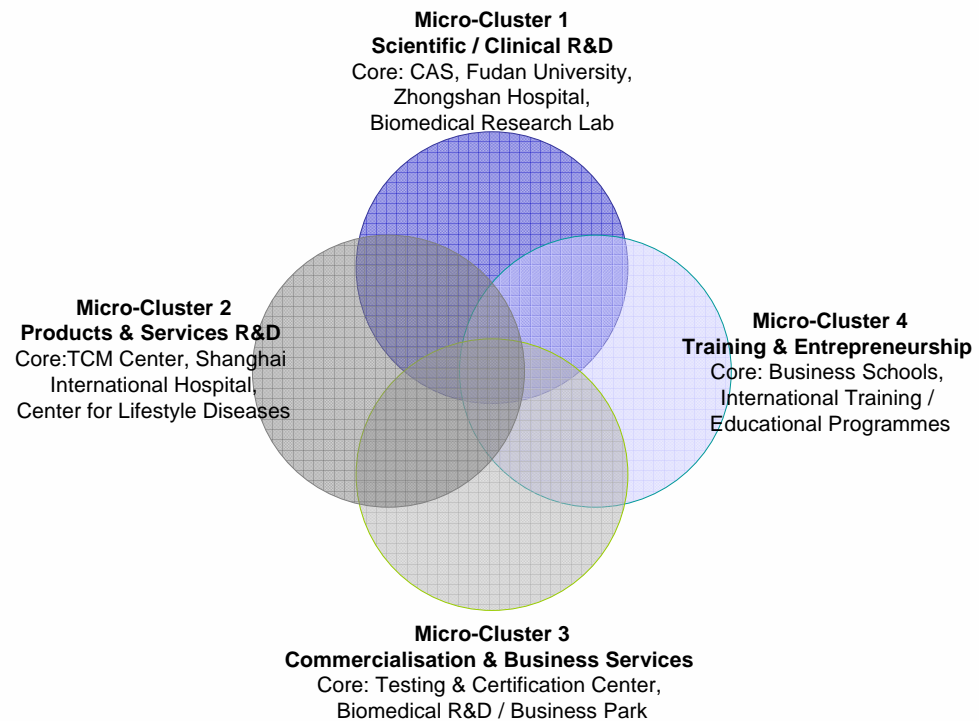 Micro-Cluster 1
Scientific / Clinical R&D
Core: CAS, Fudan University,
Zhongshan Hospital,
Biomedical Research Lab
Micro-Cluster 2
Products & Services R&D
Core:TCM Center, Shanghai
International Hospital,
Center for Lifestyle Diseases
Micro-Cluster 4
Training & Entrepreneurship
Core: Business Schools,
International Training /
Educational Programmes
Micro-Cluster 3
Commercialisation & Business Services
Core: Testing & Certification Center,
Biomedical R&D / Business Park